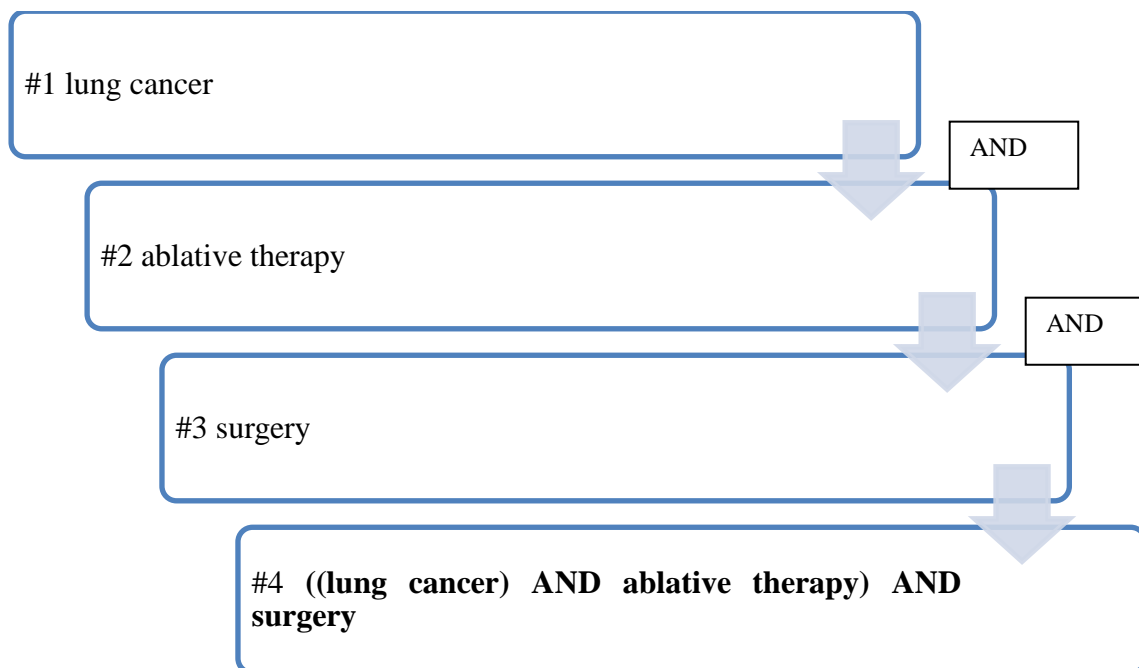 #1 lung cancer
AND
#2 ablative therapy
AND
#3 surgery
#4 ((lung cancer) AND ablative therapy) AND
surgery